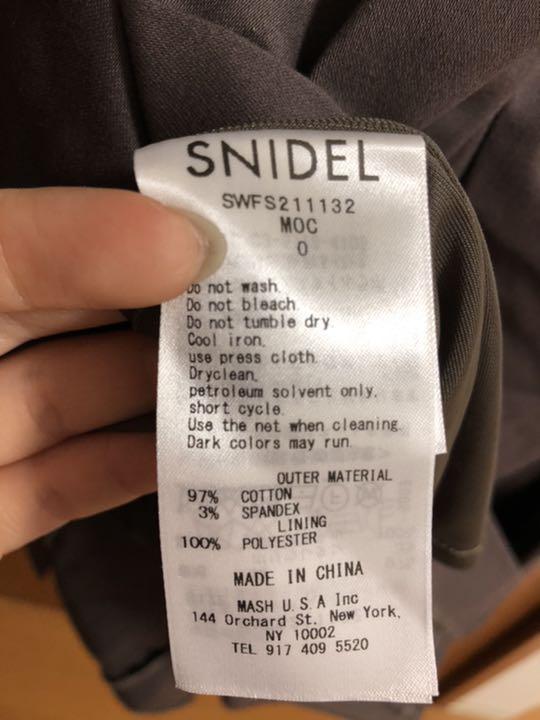 SNIDEL
SWFS211132
MOC
0
Do not wash.
Do not bleach.
Do not tumble dry.
Cool iron.
use press cloth.
Dryclean,
petroleum solvent only.
short cycle.
Use the net when cleaning.
Dark colors may run.
OUTER MATERIAL
97% COTTON
3% SPANDEX
LINING
100% POLYESTER
MADE IN CHINA
MASH U.S.A Inc
144 Orchard St. New York,
NY 10002
TEL 917 409 5520